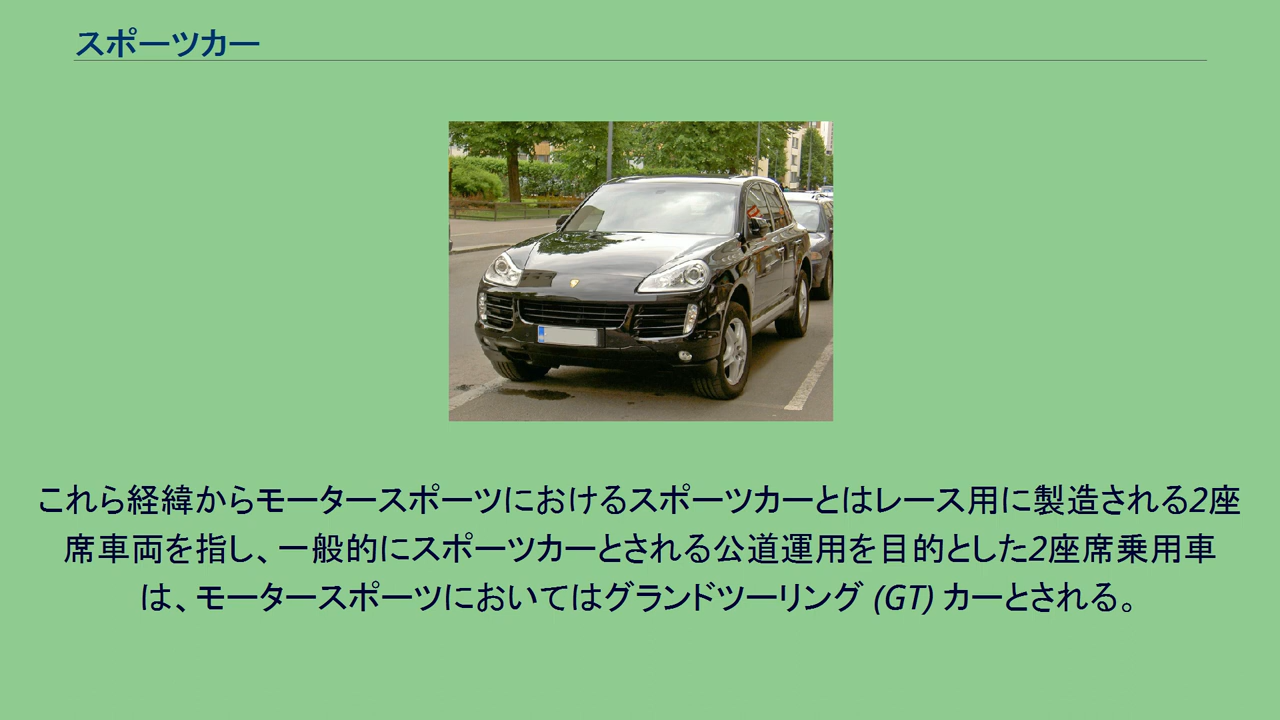 スポーツカー
これら経緯からモータースポーツにおけるスポーツカーとはレース用に製造される2座
席車両を指し、一般的にスポーツカーとされる公道運用を目的とした2座席乗用車
は、モータースポーツにおいてはグランドツーリング (GT) カーとされる。